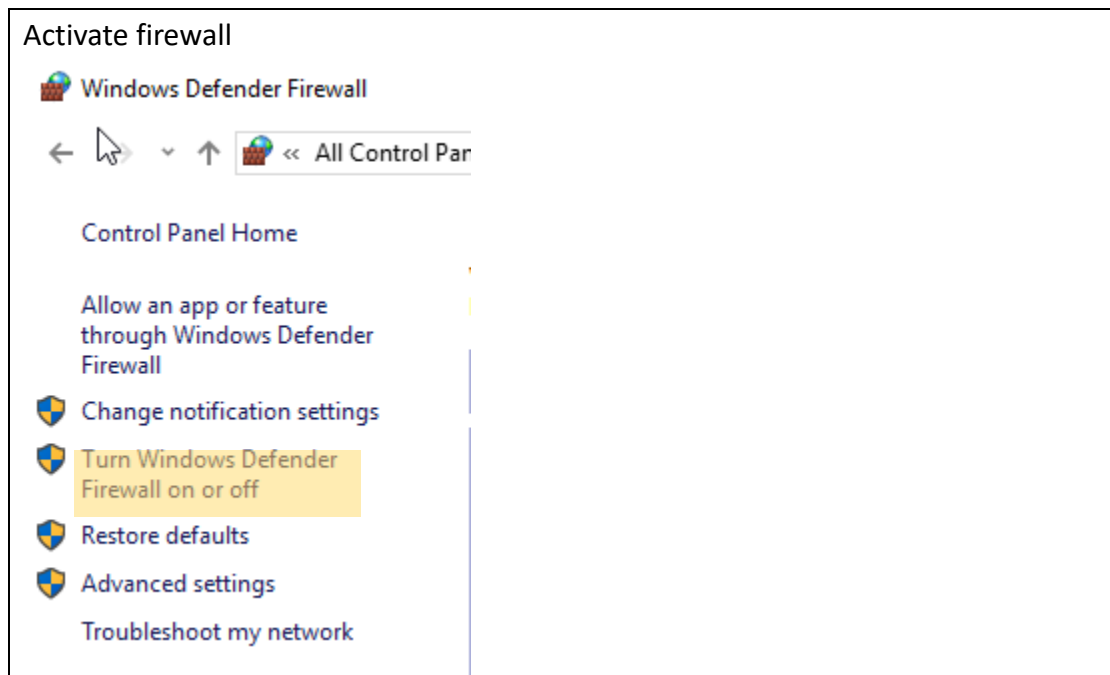 Activate firewall
Windows Defender Firewall
« All Control Pan
Control Panel Home
Allow an app or feature
through Windows Defender
Firewall
Change notification settings
Turn Windows Defender
Firewall on or off
Restore defaults
Advanced settings
Troubleshoot my network